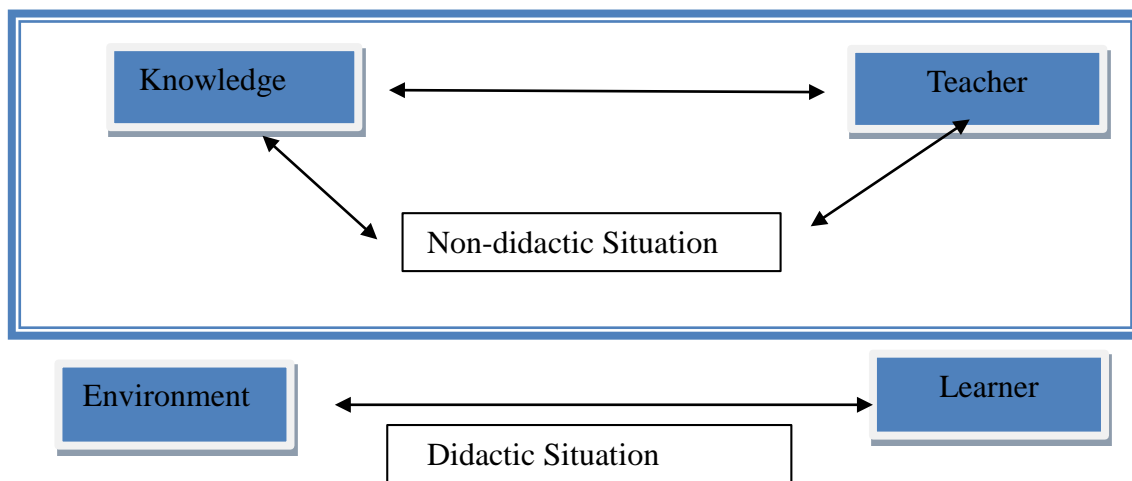 Knowledge
Teacher
Non-didactic Situation
Environment
Learner
Didactic Situation